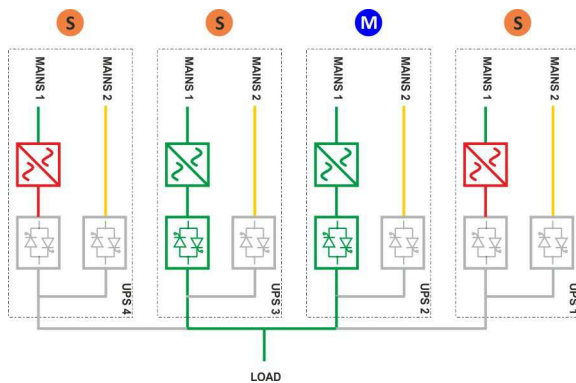 S
S
M
S
MAINS 1
MAINS 2
MAINS 1
MAINS 2
MAINS 1
MAINS 2
MAINS 1
MAINS 2
UPS 4
UPS 3
UPS 2
UPS 1
LOAD